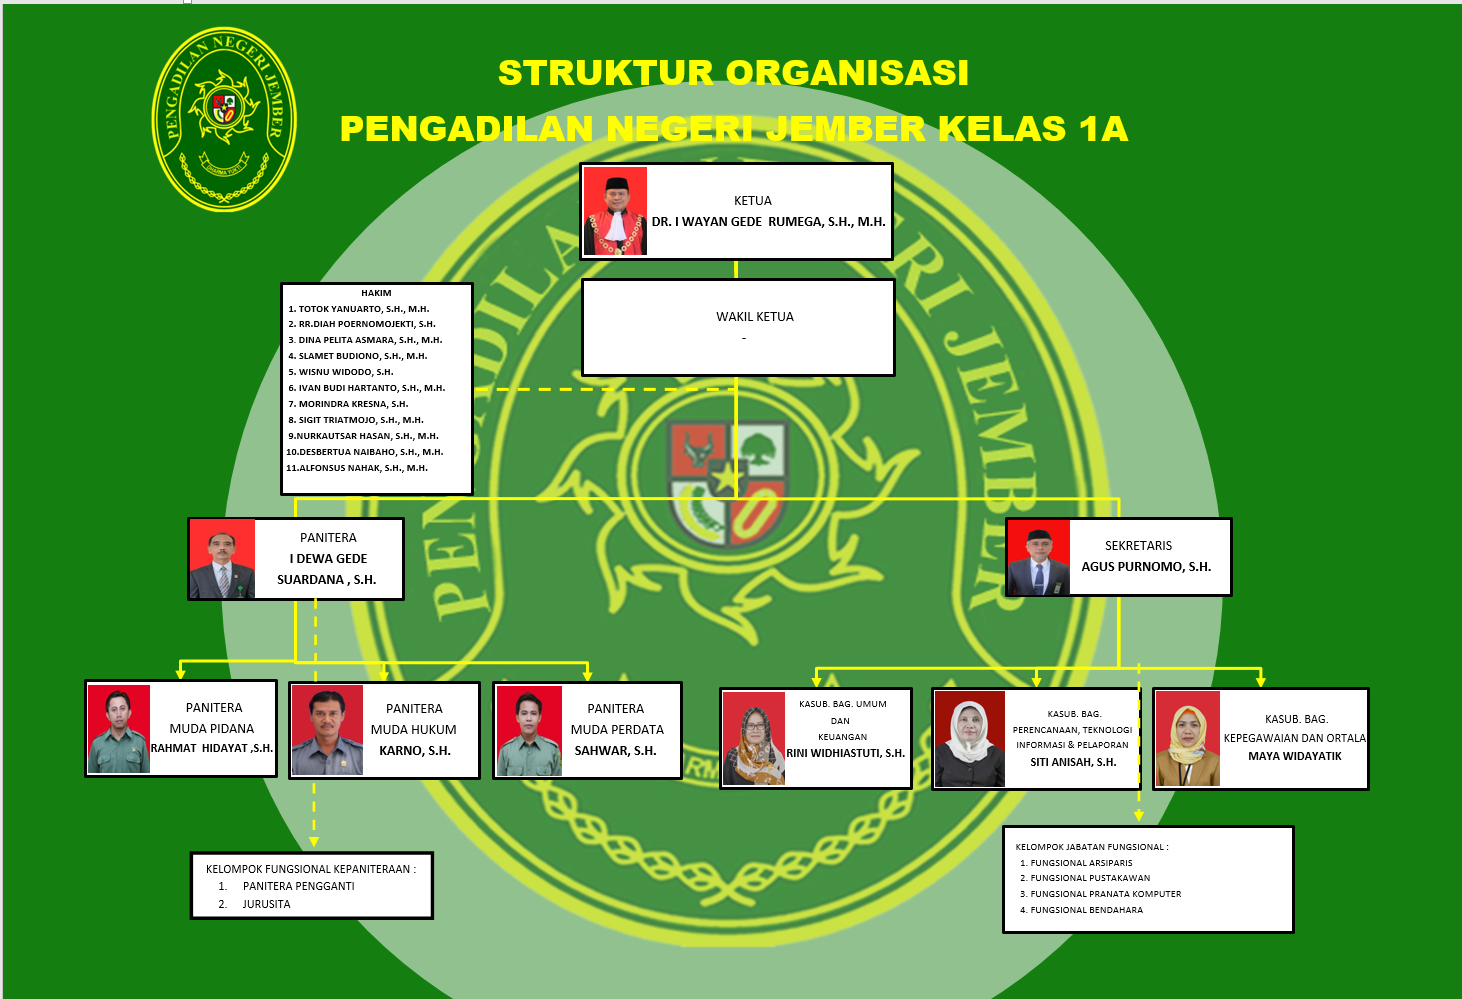 PENGADILAN NEGERI JEMBER
DHARMA YUKTI
STRUKTUR ORGANISASI
PENGADILAN NEGERI JEMBER KELAS 1A
KETUA
DR. I WAYAN GEDE  RUMEGA, S.H., M.H.
WAKIL KETUA
-
HAKIM
1. TOTOK YANUARTO, S.H., M.H.
2. RR.DIAH POERNOMOJEKTI, S.H.
3. DINA PELITA ASMARA, S.H., M.H.
4. SLAMET BUDIONO, S.H., M.H.
5. WISNU WIDODO, S.H.
6. IVAN BUDI HARTANTO, S.H., M.H.
7. MORINDRA KRESNA, S.H.
8. SIGIT TRIATMOJO, S.H., M.H.
9.NURKAUTSAR HASAN, S.H., M.H.
10.DESBERTUA NAIBAHO, S.H., M.H.
11.ALFONSUS NAHAK, S.H., M.H.
PANITERA
I DEWA GEDE
SUARDANA , S.H.
SEKRETARIS
AGUS PURNOMO, S.H.
PANITERA
MUDA PIDANA
RAHMAT  HIDAYAT ,S.H.
PANITERA
MUDA HUKUM
KARNO, S.H.
PANITERA
MUDA PERDATA
SAHWAR, S.H.
KASUB. BAG. UMUM
DAN
KEUANGAN
RINI WIDHIASTUTI, S.H.
KASUB. BAG.
PERENCANAAN, TEKNOLOGI
INFORMASI & PELAPORAN
SITI ANISAH, S.H.
KASUB. BAG.
KEPEGAWAIAN DAN ORTALA
MAYA WIDAYATIK
KELOMPOK FUNGSIONAL KEPANITERAAN :
1. PANITERA PENGGANTI
2. JURUSITA
KELOMPOK JABATAN FUNGSIONAL :
1. FUNGSIONAL ARSIPARIS
2. FUNGSIONAL PUSTAKAWAN
3. FUNGSIONAL PRANATA KOMPUTER
4. FUNGSIONAL BENDAHARA